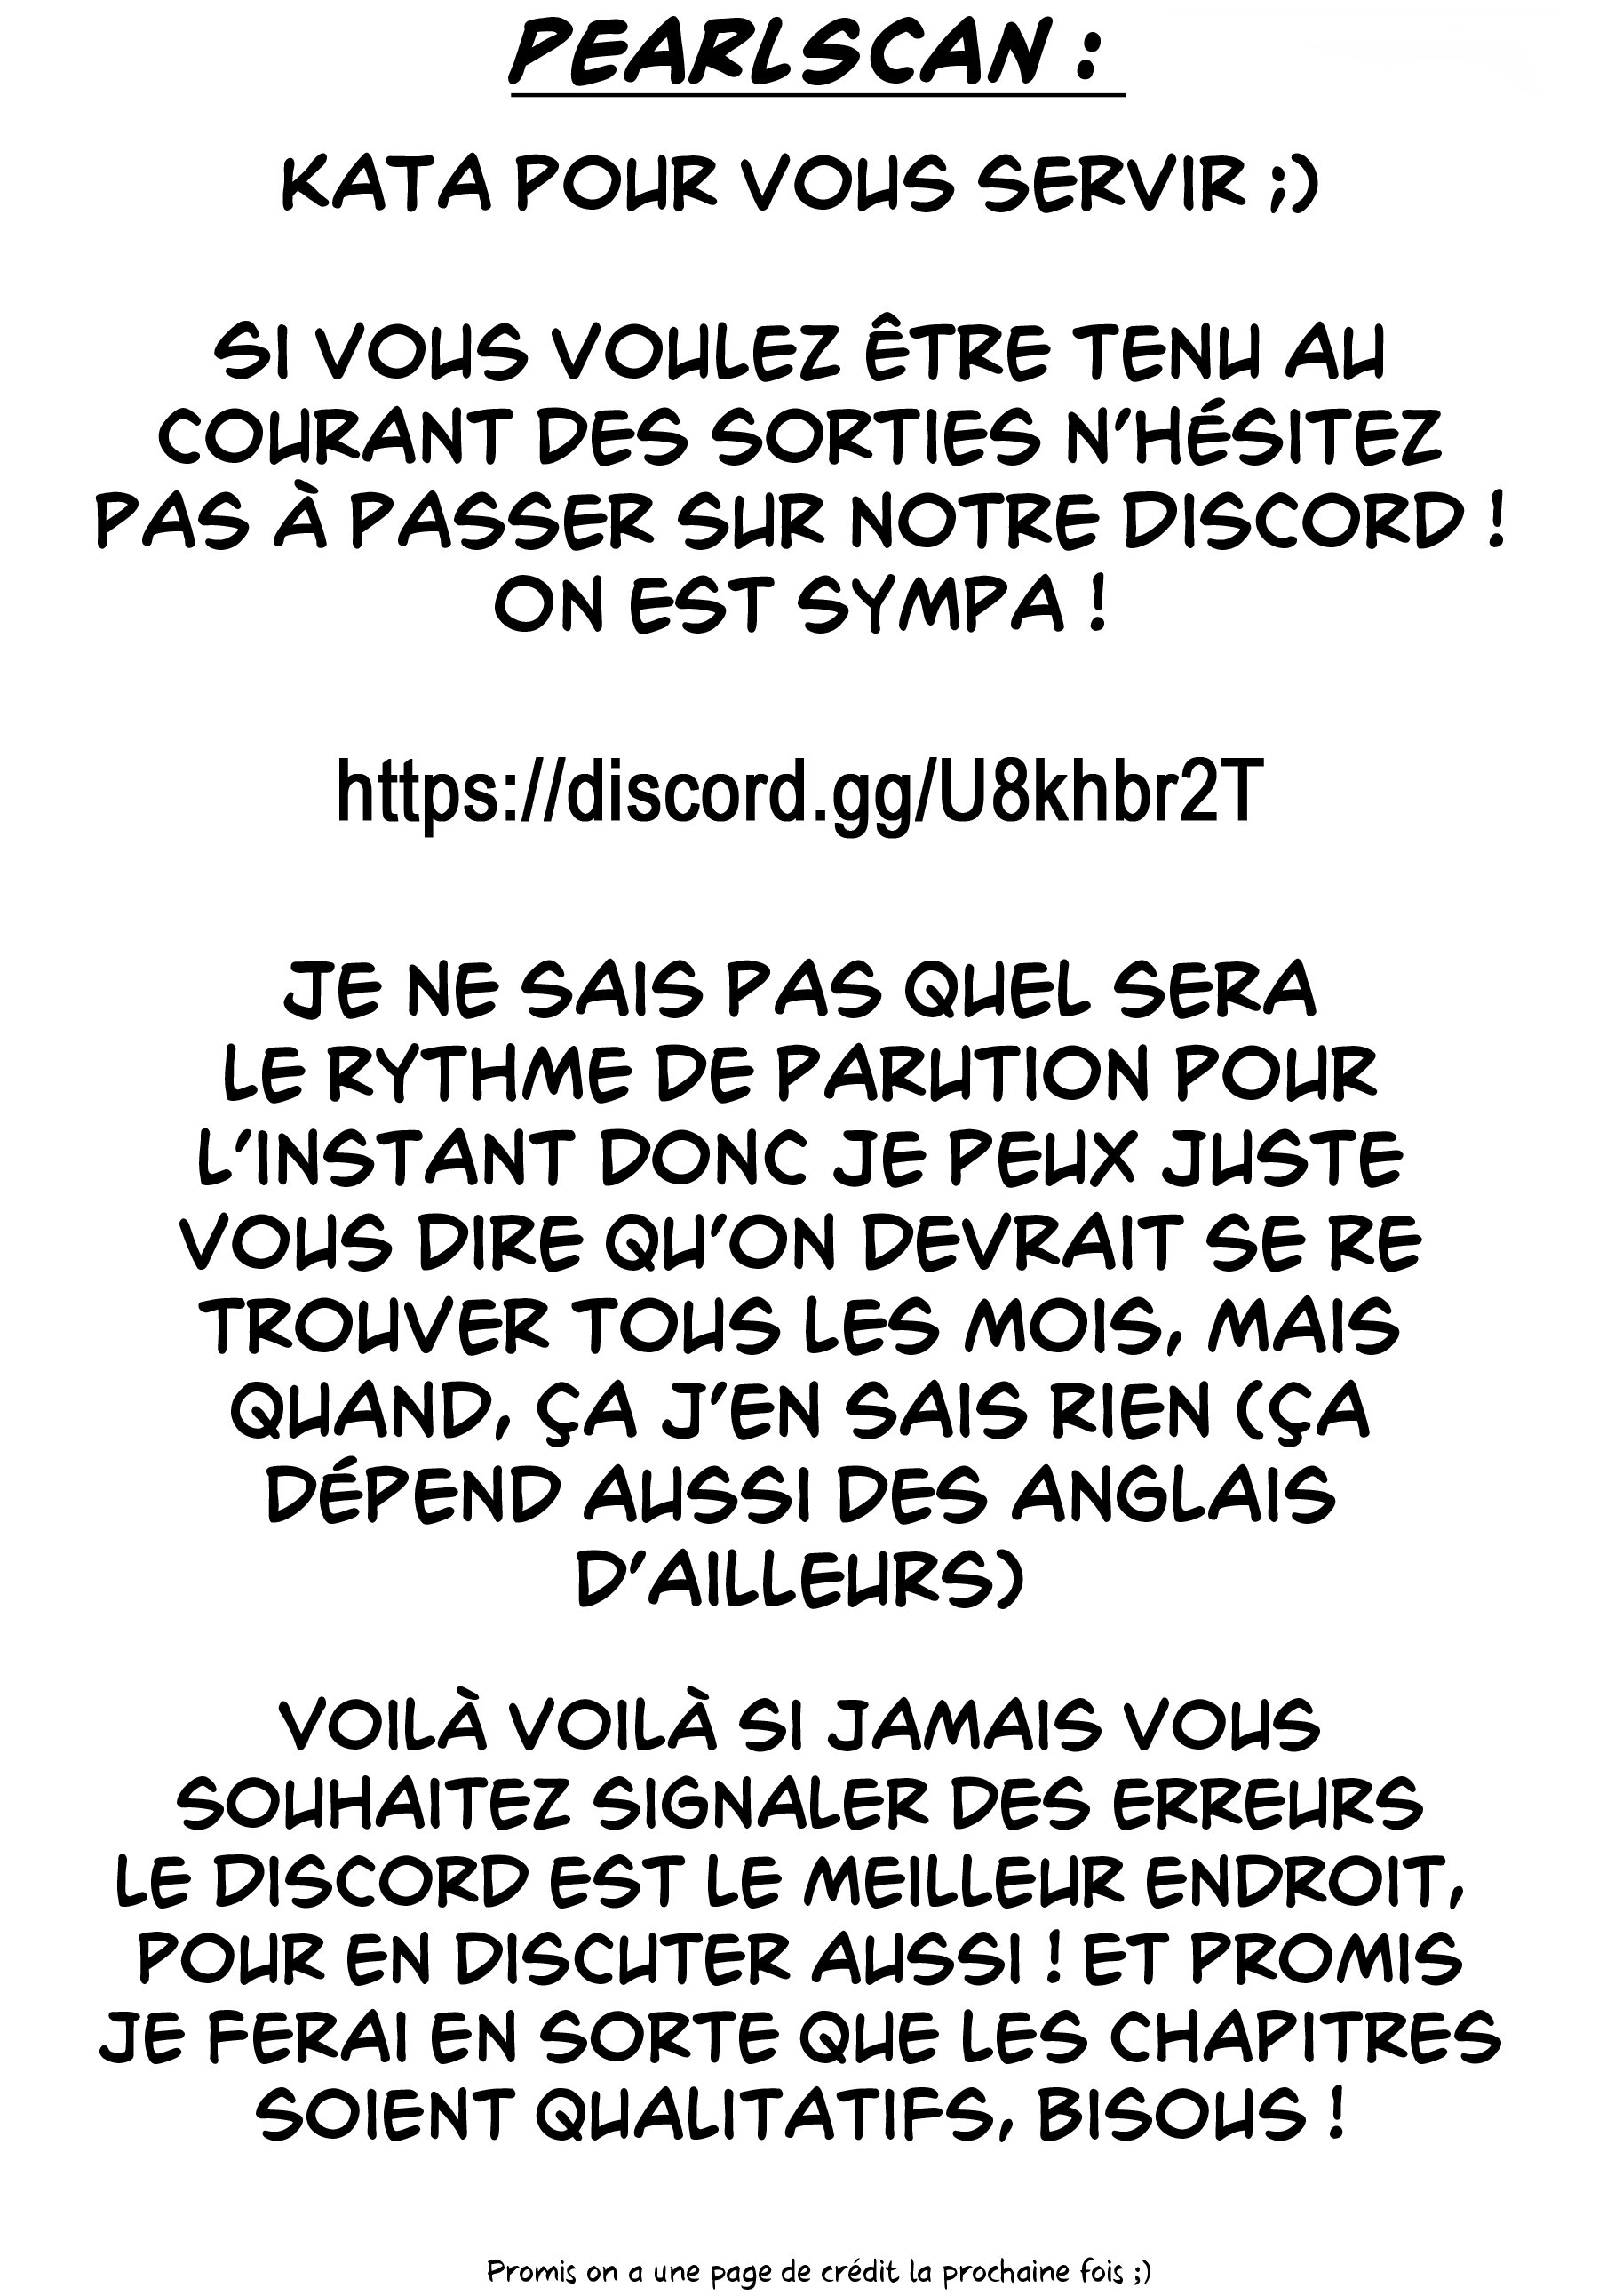 PEARLSCAN :
KATA POUR VOUS SERVIR ;)
SI VOUS VOULEZ ÊTRE TENU AU
COURANT DES SORTIES N'HÉSITEZ
PAS À PASSER SUR NOTRE DISCORD !
ON EST SYMPA !
https://discord.gg/U8khbr2T
JE NE SAIS PAS QUEL SERA
LE RYTHME DE PARUTION POUR
L'INSTANT DONC JE PEUX JUSTE
VOUS DIRE QU'ON DEVRAIT SE RE
TROUVER TOUS LES MOIS, MAIS
QUAND, ÇA J'EN SAIS RIEN (ÇA
DÉPEND AUSSI DES ANGLAIS
D'AILLEURS)
VOILÀ VOILÀ SI JAMAIS VOUS
SOUHAITEZ SIGNALER DES ERREURS
LE DISCORD EST LE MEILLEUR ENDROIT,
POUR EN DISCUTER AUSSI ! ET PROMIS
JE FERAI EN SORTE QUE LES CHAPITRES
SOIENT QUALITATIFS, BISOUS !
Promis on a une page de crédit la prochaine fois ;)